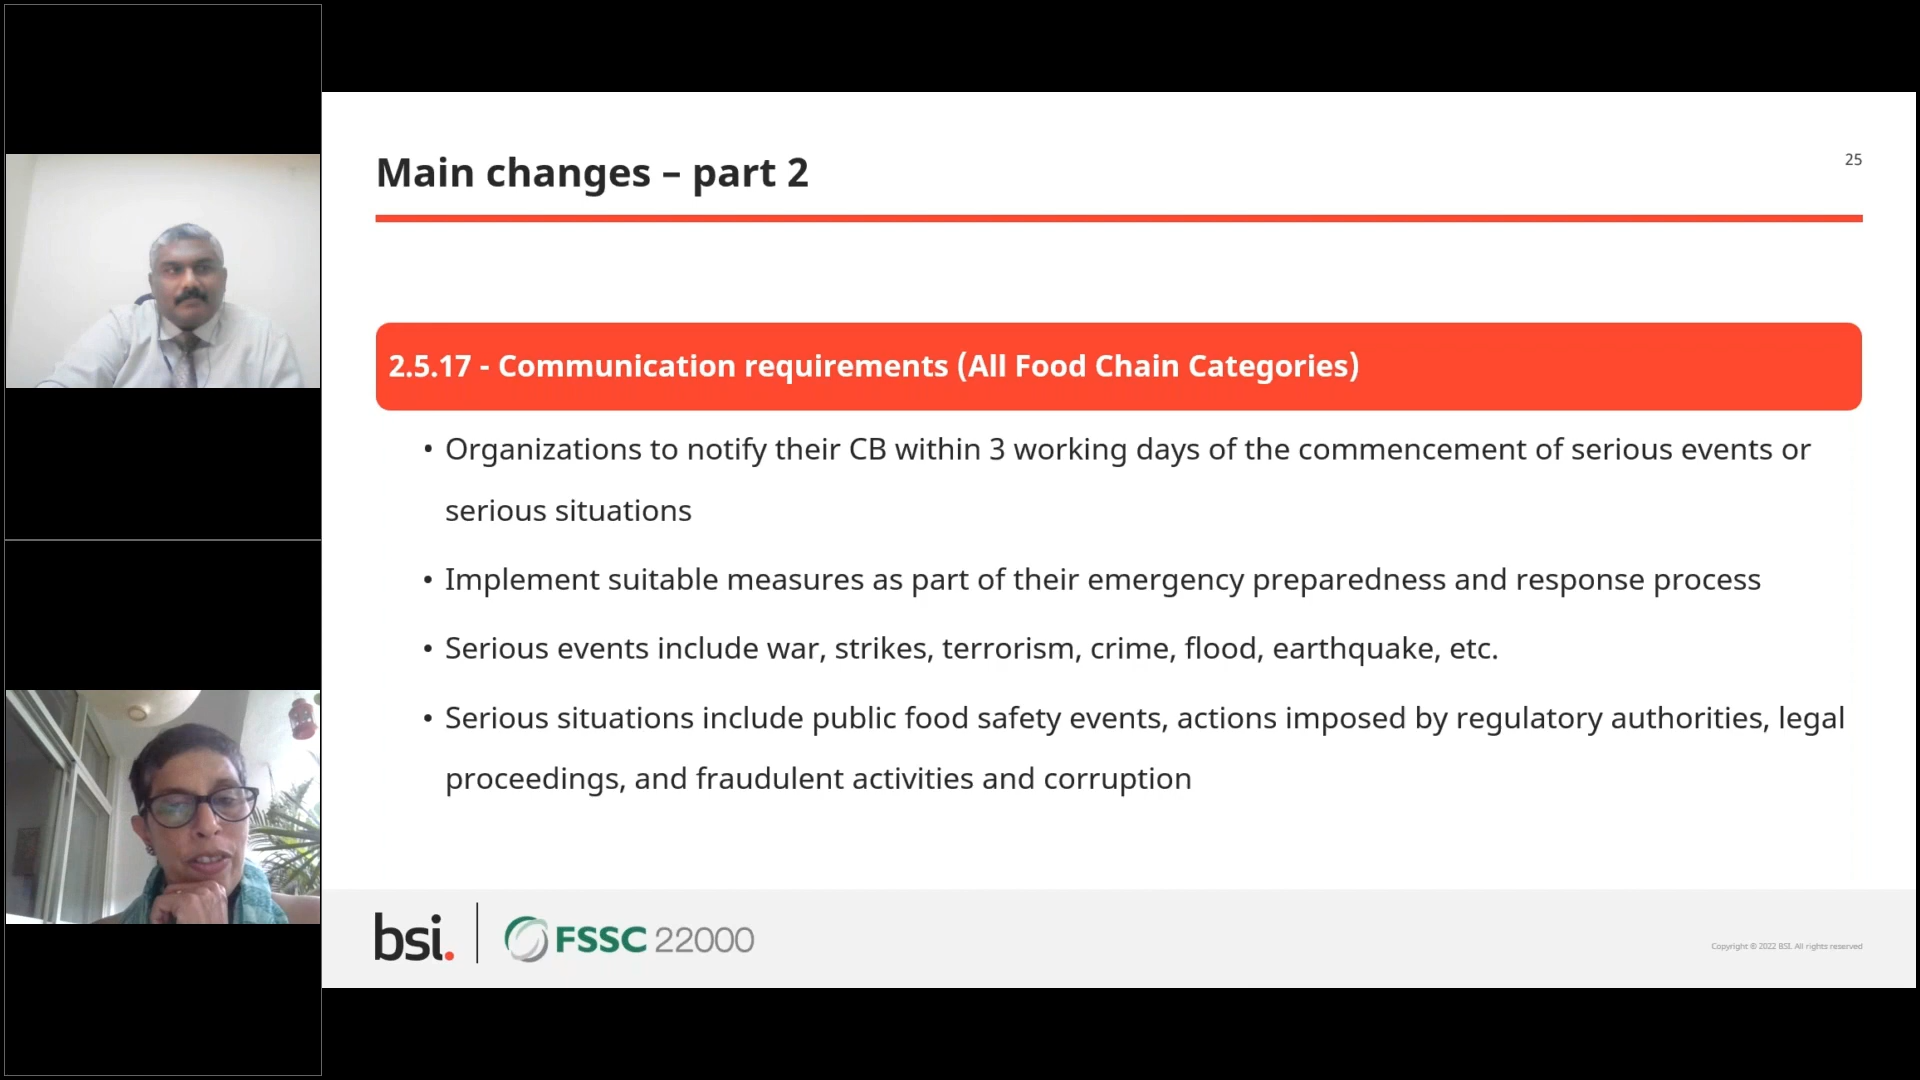 Main changes – part 2
25
2.5.17 - Communication requirements (All Food Chain Categories)
• Organizations to notify their CB within 3 working days of the commencement of serious events or
serious situations
• Implement suitable measures as part of their emergency preparedness and response process
• Serious events include war, strikes, terrorism, crime, flood, earthquake, etc.
• Serious situations include public food safety events, actions imposed by regulatory authorities, legal
proceedings, and fraudulent activities and corruption
bsi.
FSSC 22000
Copyright © 2022 BSI. All rights reserved